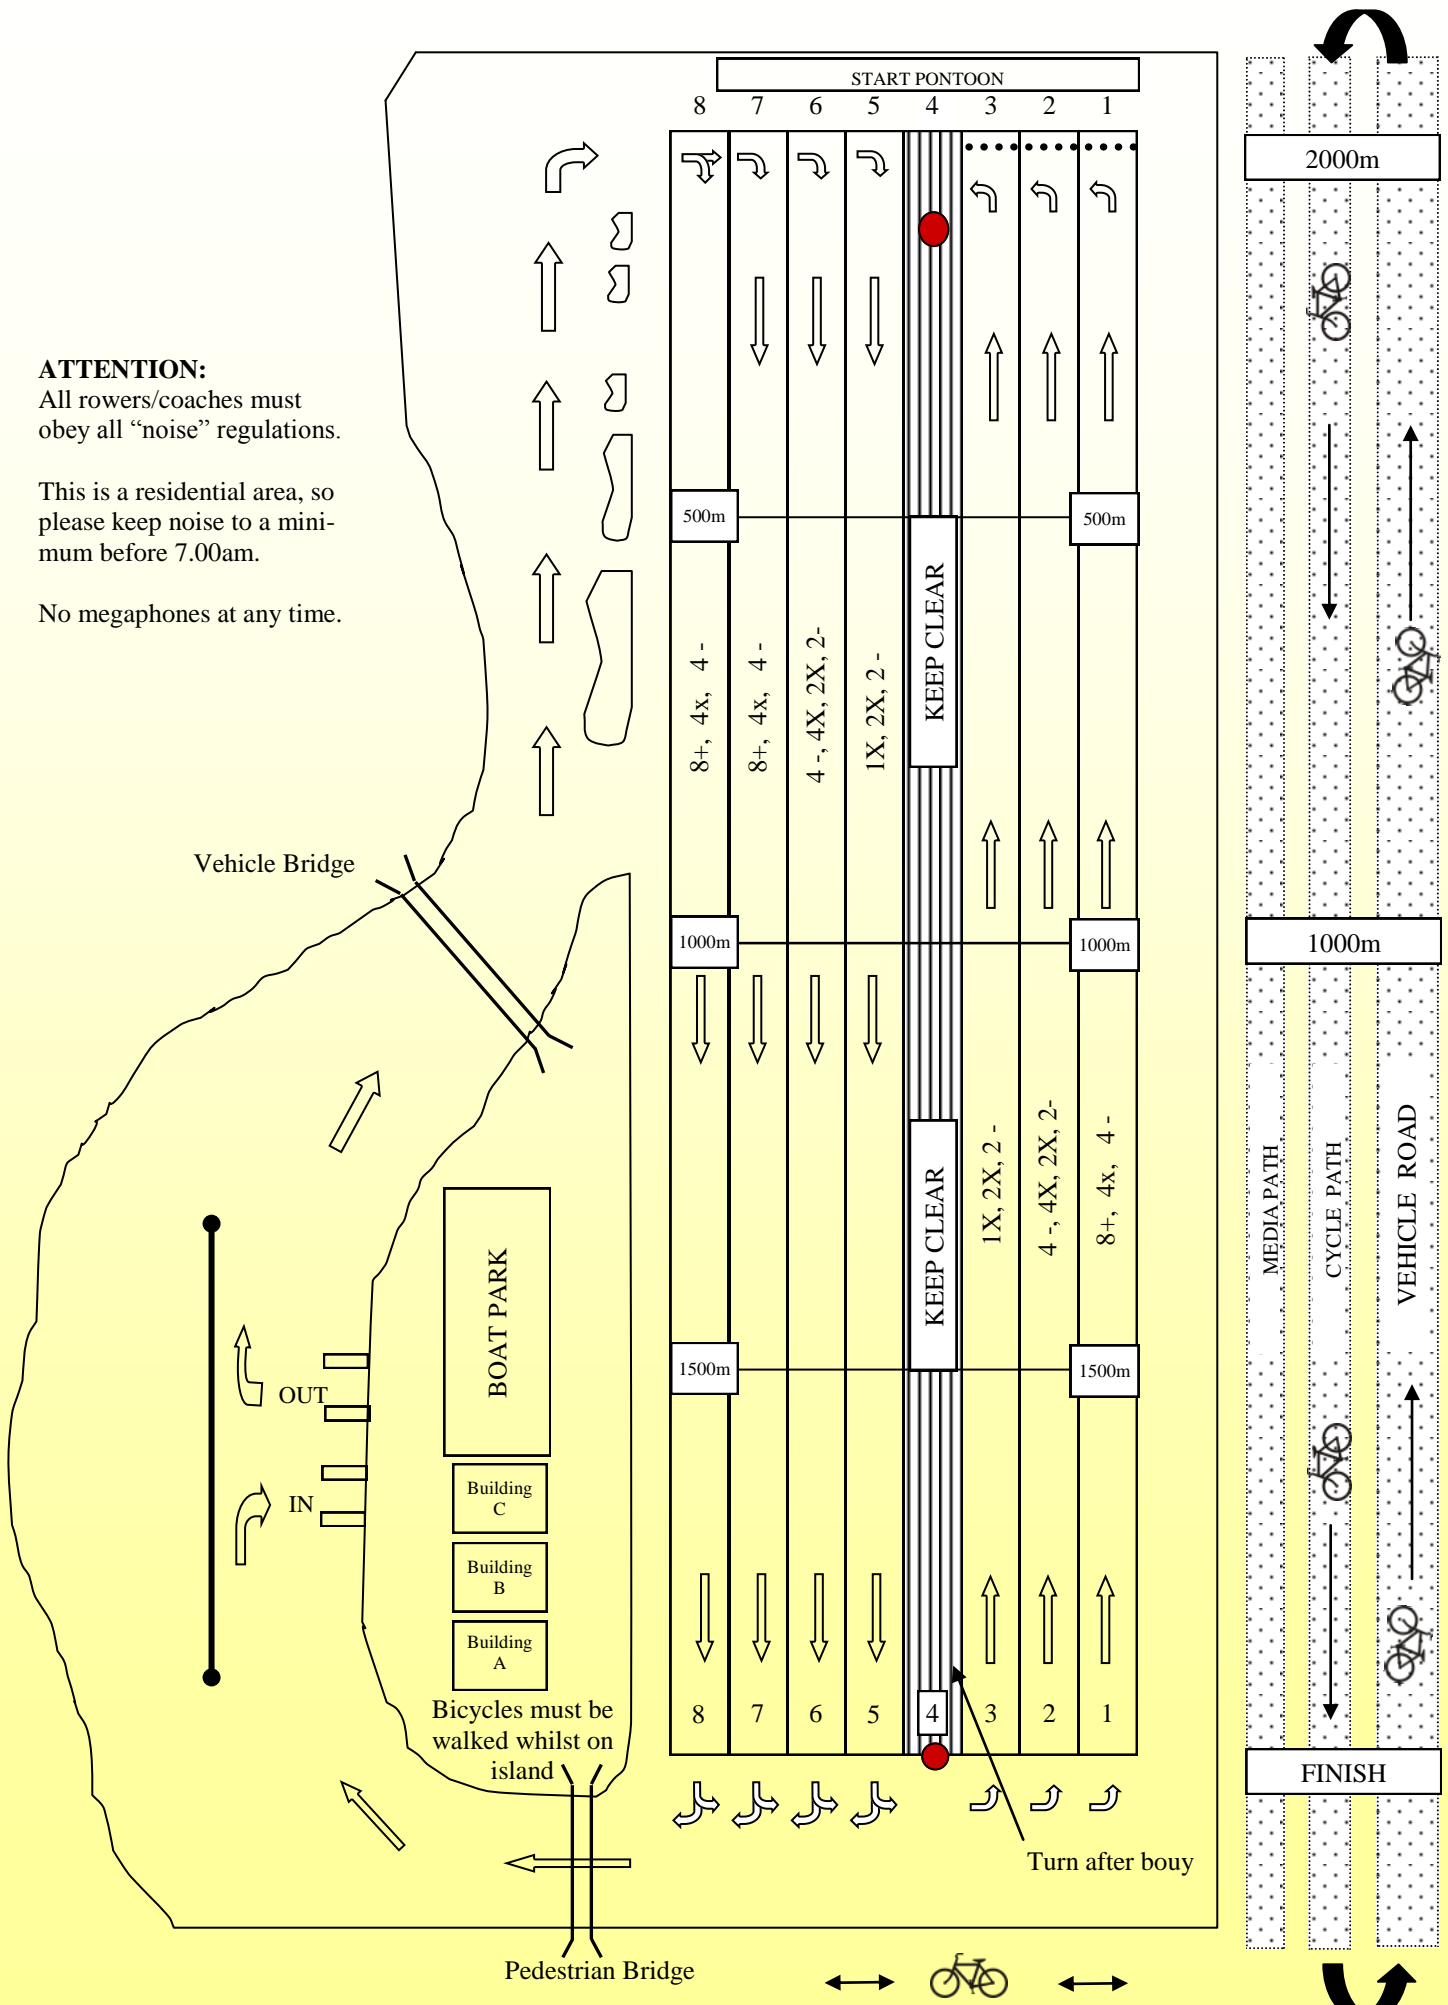 START PONTOON
8 7 6 5 4 3 2 1
2000m
ATTENTION:
All rowers/coaches must
obey all “noise” regulations.
This is a residential area, so
please keep noise to a mini-
mum before 7.00am.
No megaphones at any time.
500m
500m
KEEP CLEAR
8+, 4x, 4 -
8+, 4x, 4 -
4 -, 4X, 2X, 2-
1X, 2X, 2 -
Vehicle Bridge
1000m
1000m
1000m
KEEP CLEAR
1X, 2X, 2 -
4 -, 4X, 2X, 2-
8+, 4x, 4 -
MEDIA PATH
CYCLE PATH
VEHICLE ROAD
BOAT PARK
1500m
1500m
OUT
IN
Building
C
Building
B
Building
A
Bicycles must be
walked whilst on
island
8 7 6 5 4 3 2 1
FINISH
Turn after bouy
Pedestrian Bridge